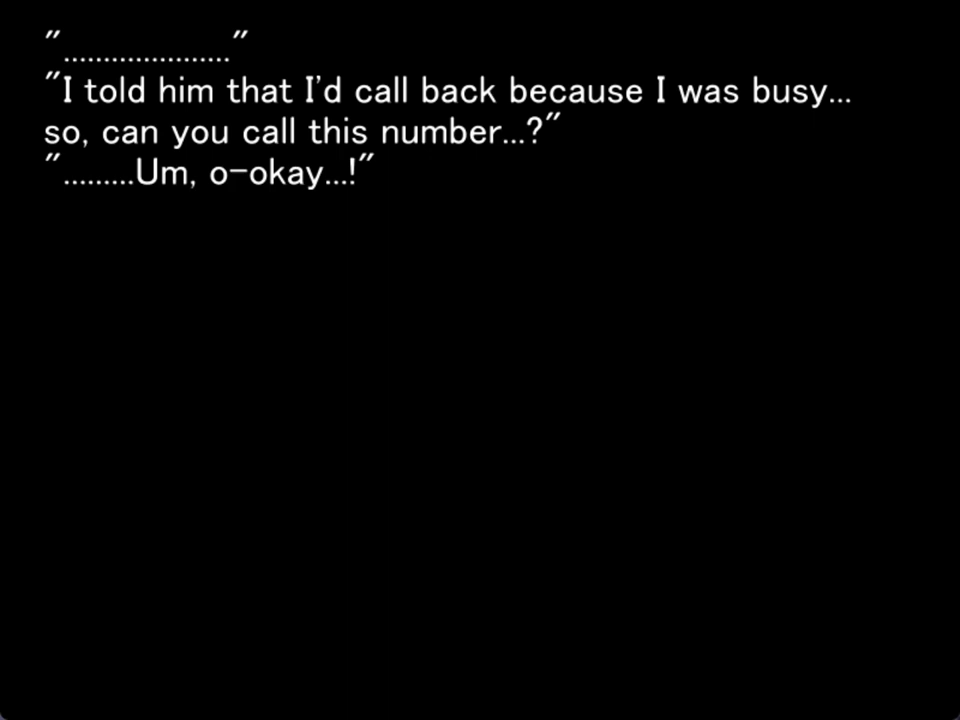 "....................."
"I told him that I'd call back because I was busy...
so, can you call this number...?"
".........Um, o-okay...!"